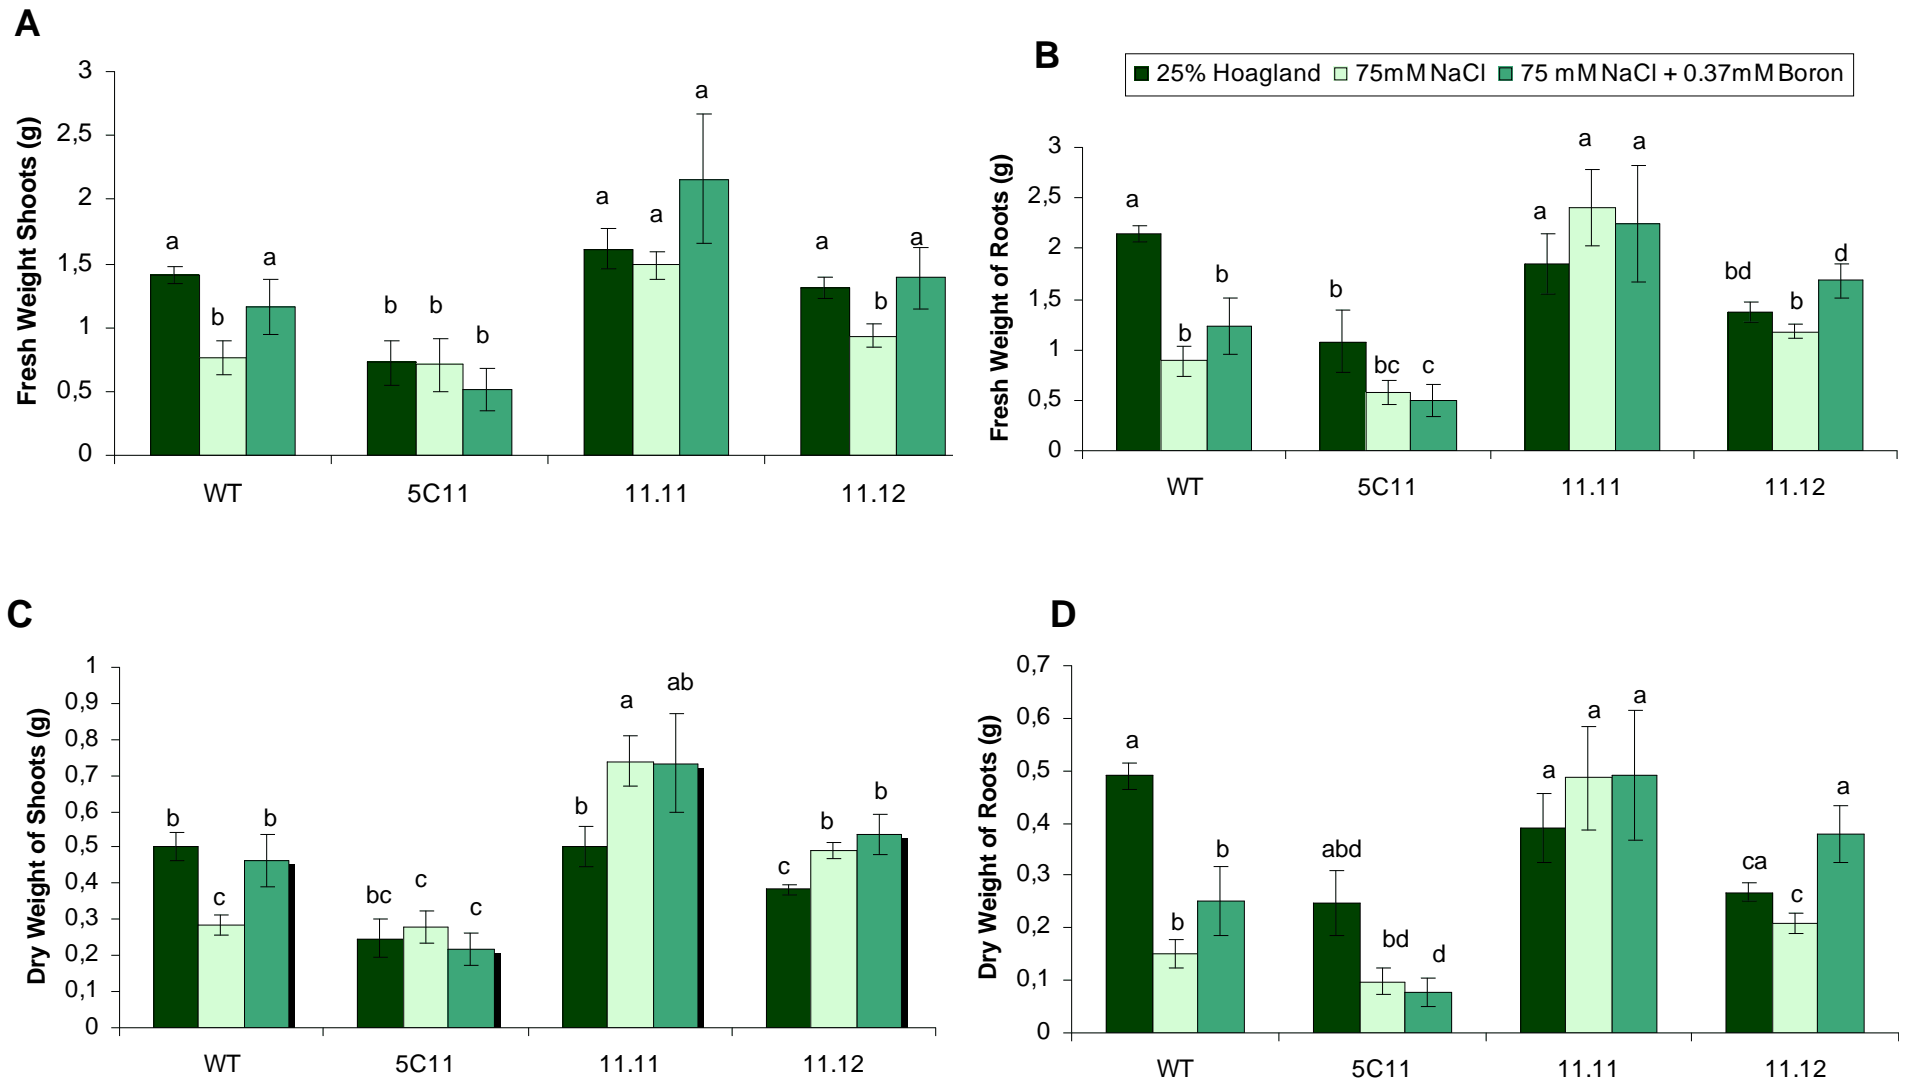 A
Fresh Weight Shoots (g)
3
2,5
2
1,5
1
0,5
0
a
b
a
b
b
b
a
a
a
a
b
a
WT
5C11
11.11
11.12
B
25% Hoagland 75mM NaCl 75 mM NaCl + 0.37mM Boron
Fresh Weight of Roots (g)
3
2,5
2
1,5
1
0,5
0
a
b
b
b
bc
c
a
a
a
bd
b
d
WT
5C11
11.11
11.12
C
Dry Weight of Shoots (g)
1
0,9
0,8
0,7
0,6
0,5
0,4
0,3
0,2
0,1
0
b
c
b
bc
c
c
b
a
ab
c
b
b
WT
5C11
11.11
11.12
D
Dry Weight of Roots (g)
0,7
0,6
0,5
0,4
0,3
0,2
0,1
0
a
b
b
abd
bd
d
a
a
a
ca
c
a
WT
5C11
11.11
11.12